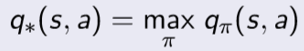 q∗(s, a) = max qπ(s, a)
π